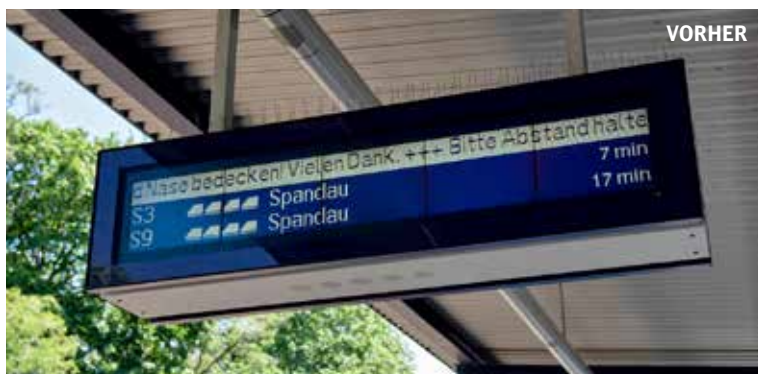 VORHER
Nase bedecken! Vielen Dank. +++ Bitte Abstand halte
S3 Spandau 7 min
S9 Spandau 17 min